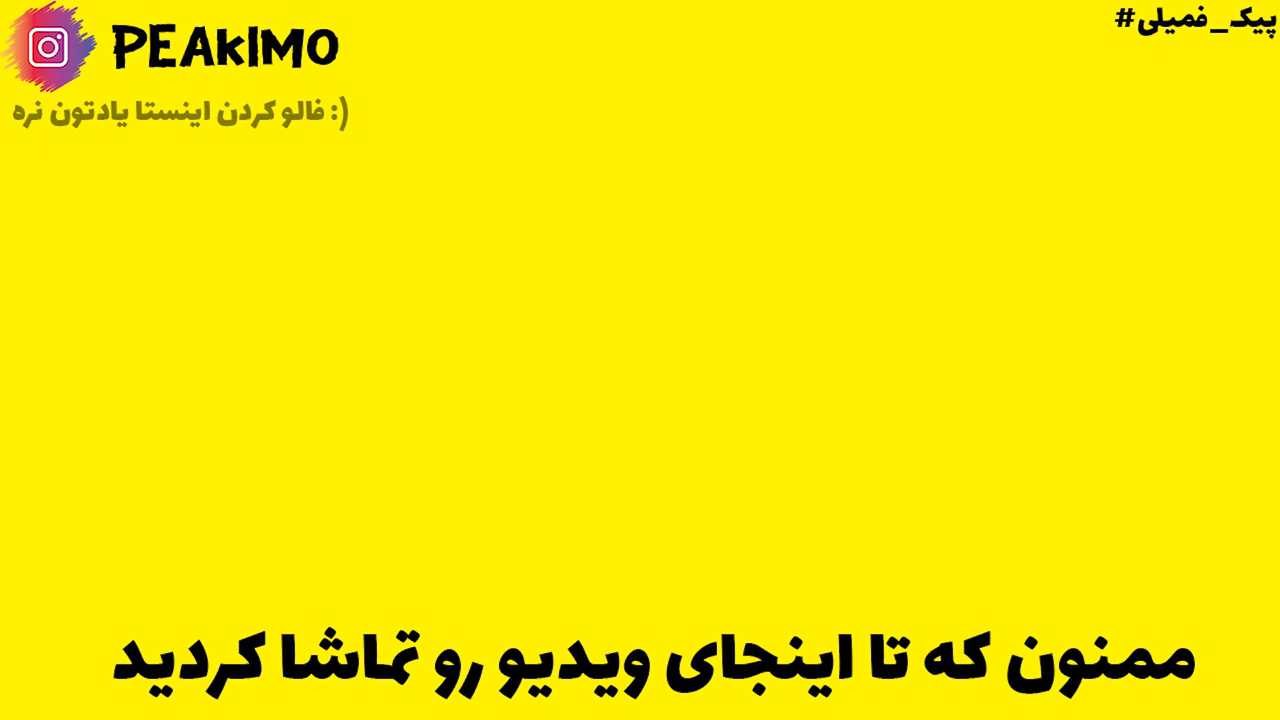 PEAkIMO
#پیک_فمیلی
فالو کردن اینستا یادتون نره :)
ممنون که تا اینجای ویدیو رو تماشا کردید